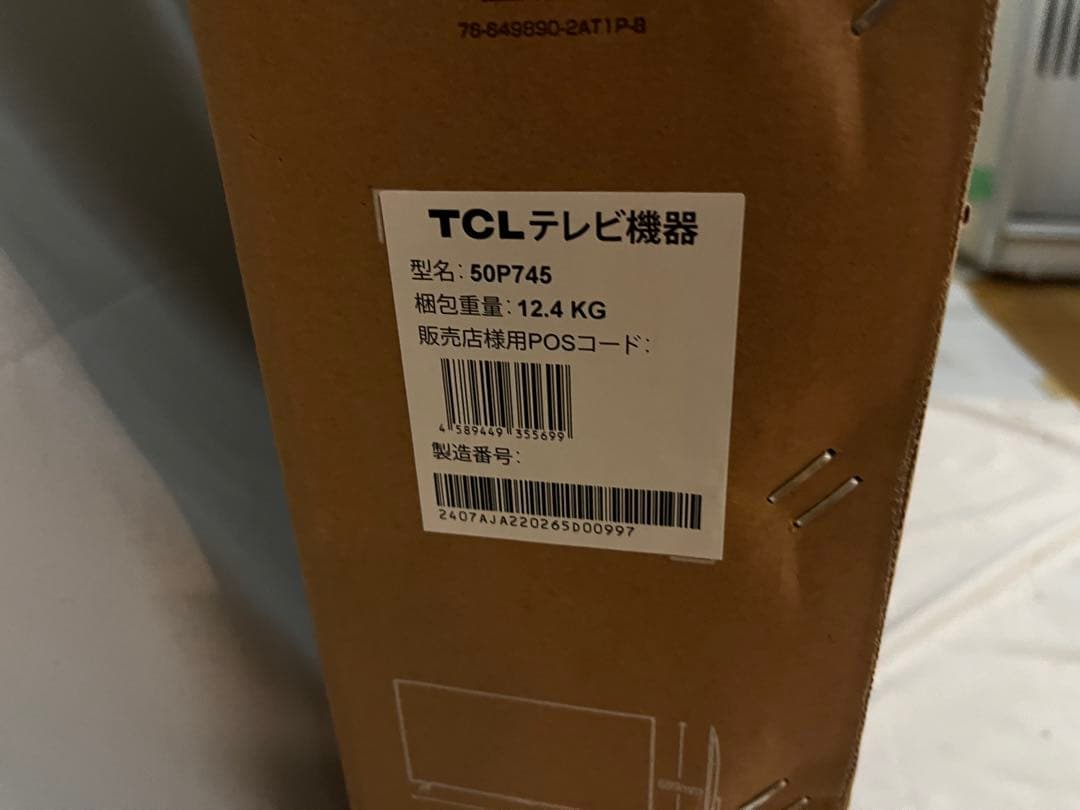 76-649890-2AT1P-B
TCLテレビ機器
型名: 50P745
梱包重量: 12.4 KG
販売店様用POSコード:
4 589449 355699
製造番号:
2407AJA220265D00997